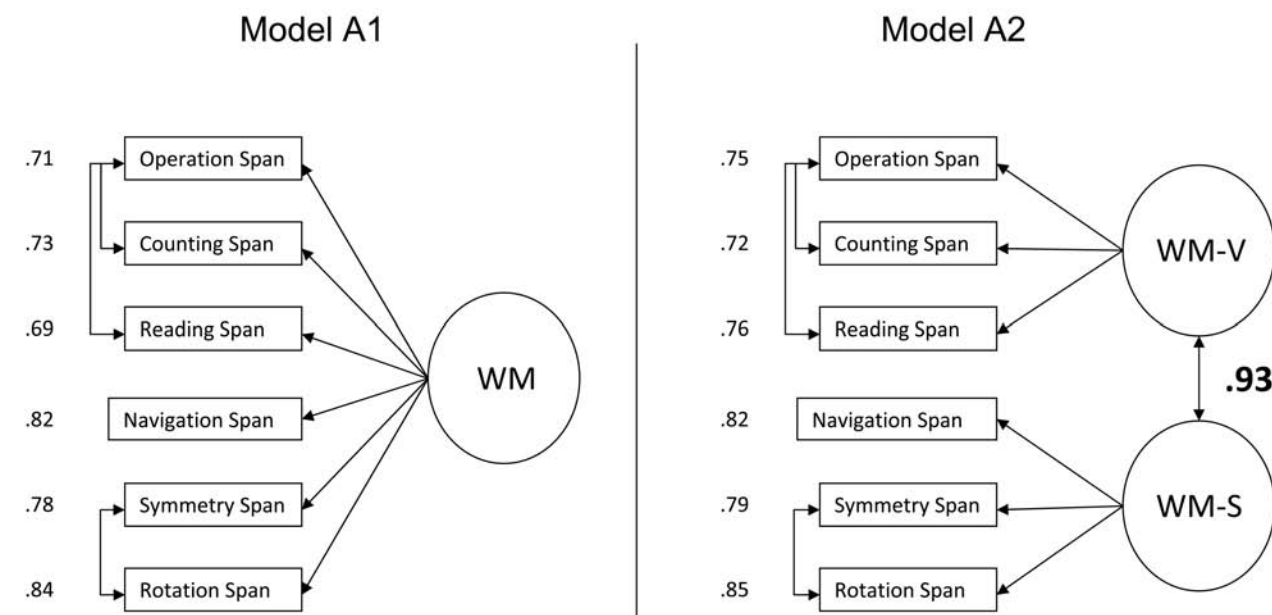 Model A1
.71 Operation Span
.73 Counting Span
.69 Reading Span
WM
.82 Navigation Span
.78 Symmetry Span
.84 Rotation Span
Model A2
.75 Operation Span
WM-V
.72 Counting Span
.76 Reading Span
.93
.82 Navigation Span
.79 Symmetry Span
WM-S
.85 Rotation Span